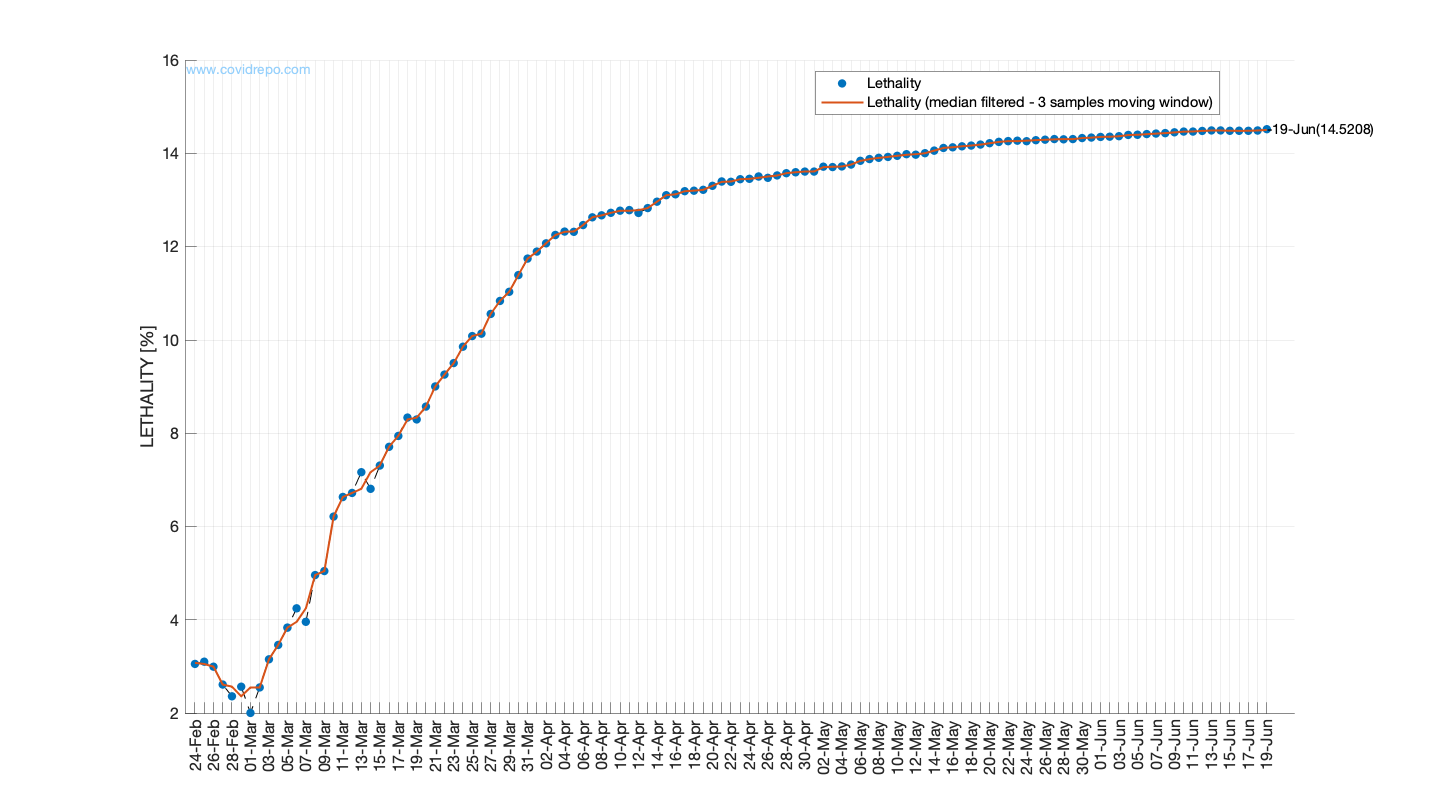 www.covidrepo.com
Lethality
Lethality (median filtered - 3 samples moving window)
19-Jun(14.5208)
LETHALITY [%]
16
14
12
10
8
6
4
2
24-Feb
26-Feb
28-Feb
01-Mar
03-Mar
05-Mar
07-Mar
09-Mar
11-Mar
13-Mar
15-Mar
17-Mar
19-Mar
21-Mar
23-Mar
25-Mar
27-Mar
29-Mar
31-Mar
02-Apr
04-Apr
06-Apr
08-Apr
10-Apr
12-Apr
14-Apr
16-Apr
18-Apr
20-Apr
22-Apr
24-Apr
26-Apr
28-Apr
30-Apr
02-May
04-May
06-May
08-May
10-May
12-May
14-May
16-May
18-May
20-May
22-May
24-May
26-May
28-May
30-May
01-Jun
03-Jun
05-Jun
07-Jun
09-Jun
11-Jun
13-Jun
15-Jun
17-Jun
19-Jun